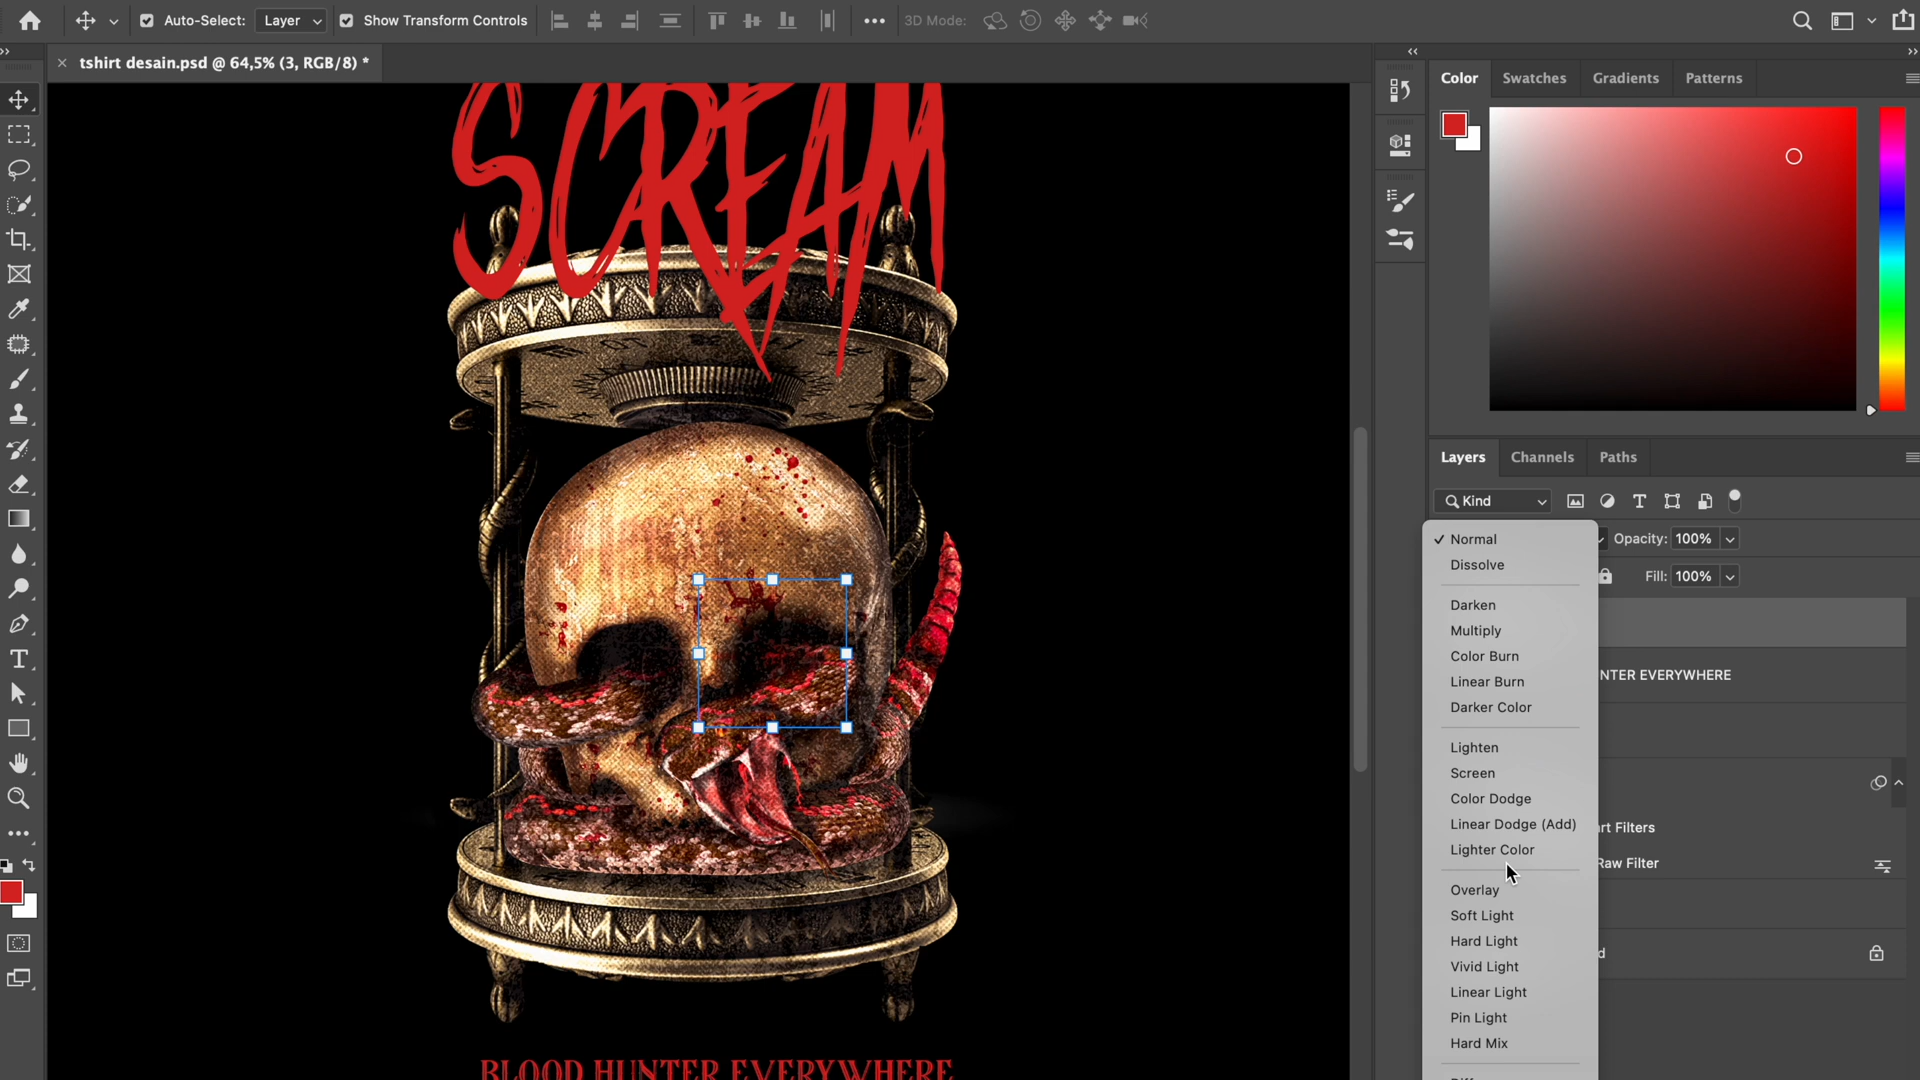 Auto-Select: Layer Show Transform Controls 3D Mode:
tshirt desain.psd @ 64,5% (3, RGB/8) *
SCREAM
BLOOD HUNTER EVERYWHERE
Color Swatches Gradients Patterns
Layers Channels Paths
Kind
Opacity: 100%
Fill: 100%
Normal
Dissolve
Darken
Multiply
Color Burn
Linear Burn
Darker Color
Lighten
Screen
Color Dodge
Linear Dodge (Add)
Lighter Color
Overlay
Soft Light
Hard Light
Vivid Light
Linear Light
Pin Light
Hard Mix
NTER EVERYWHERE
rt Filters
Raw Filter
d